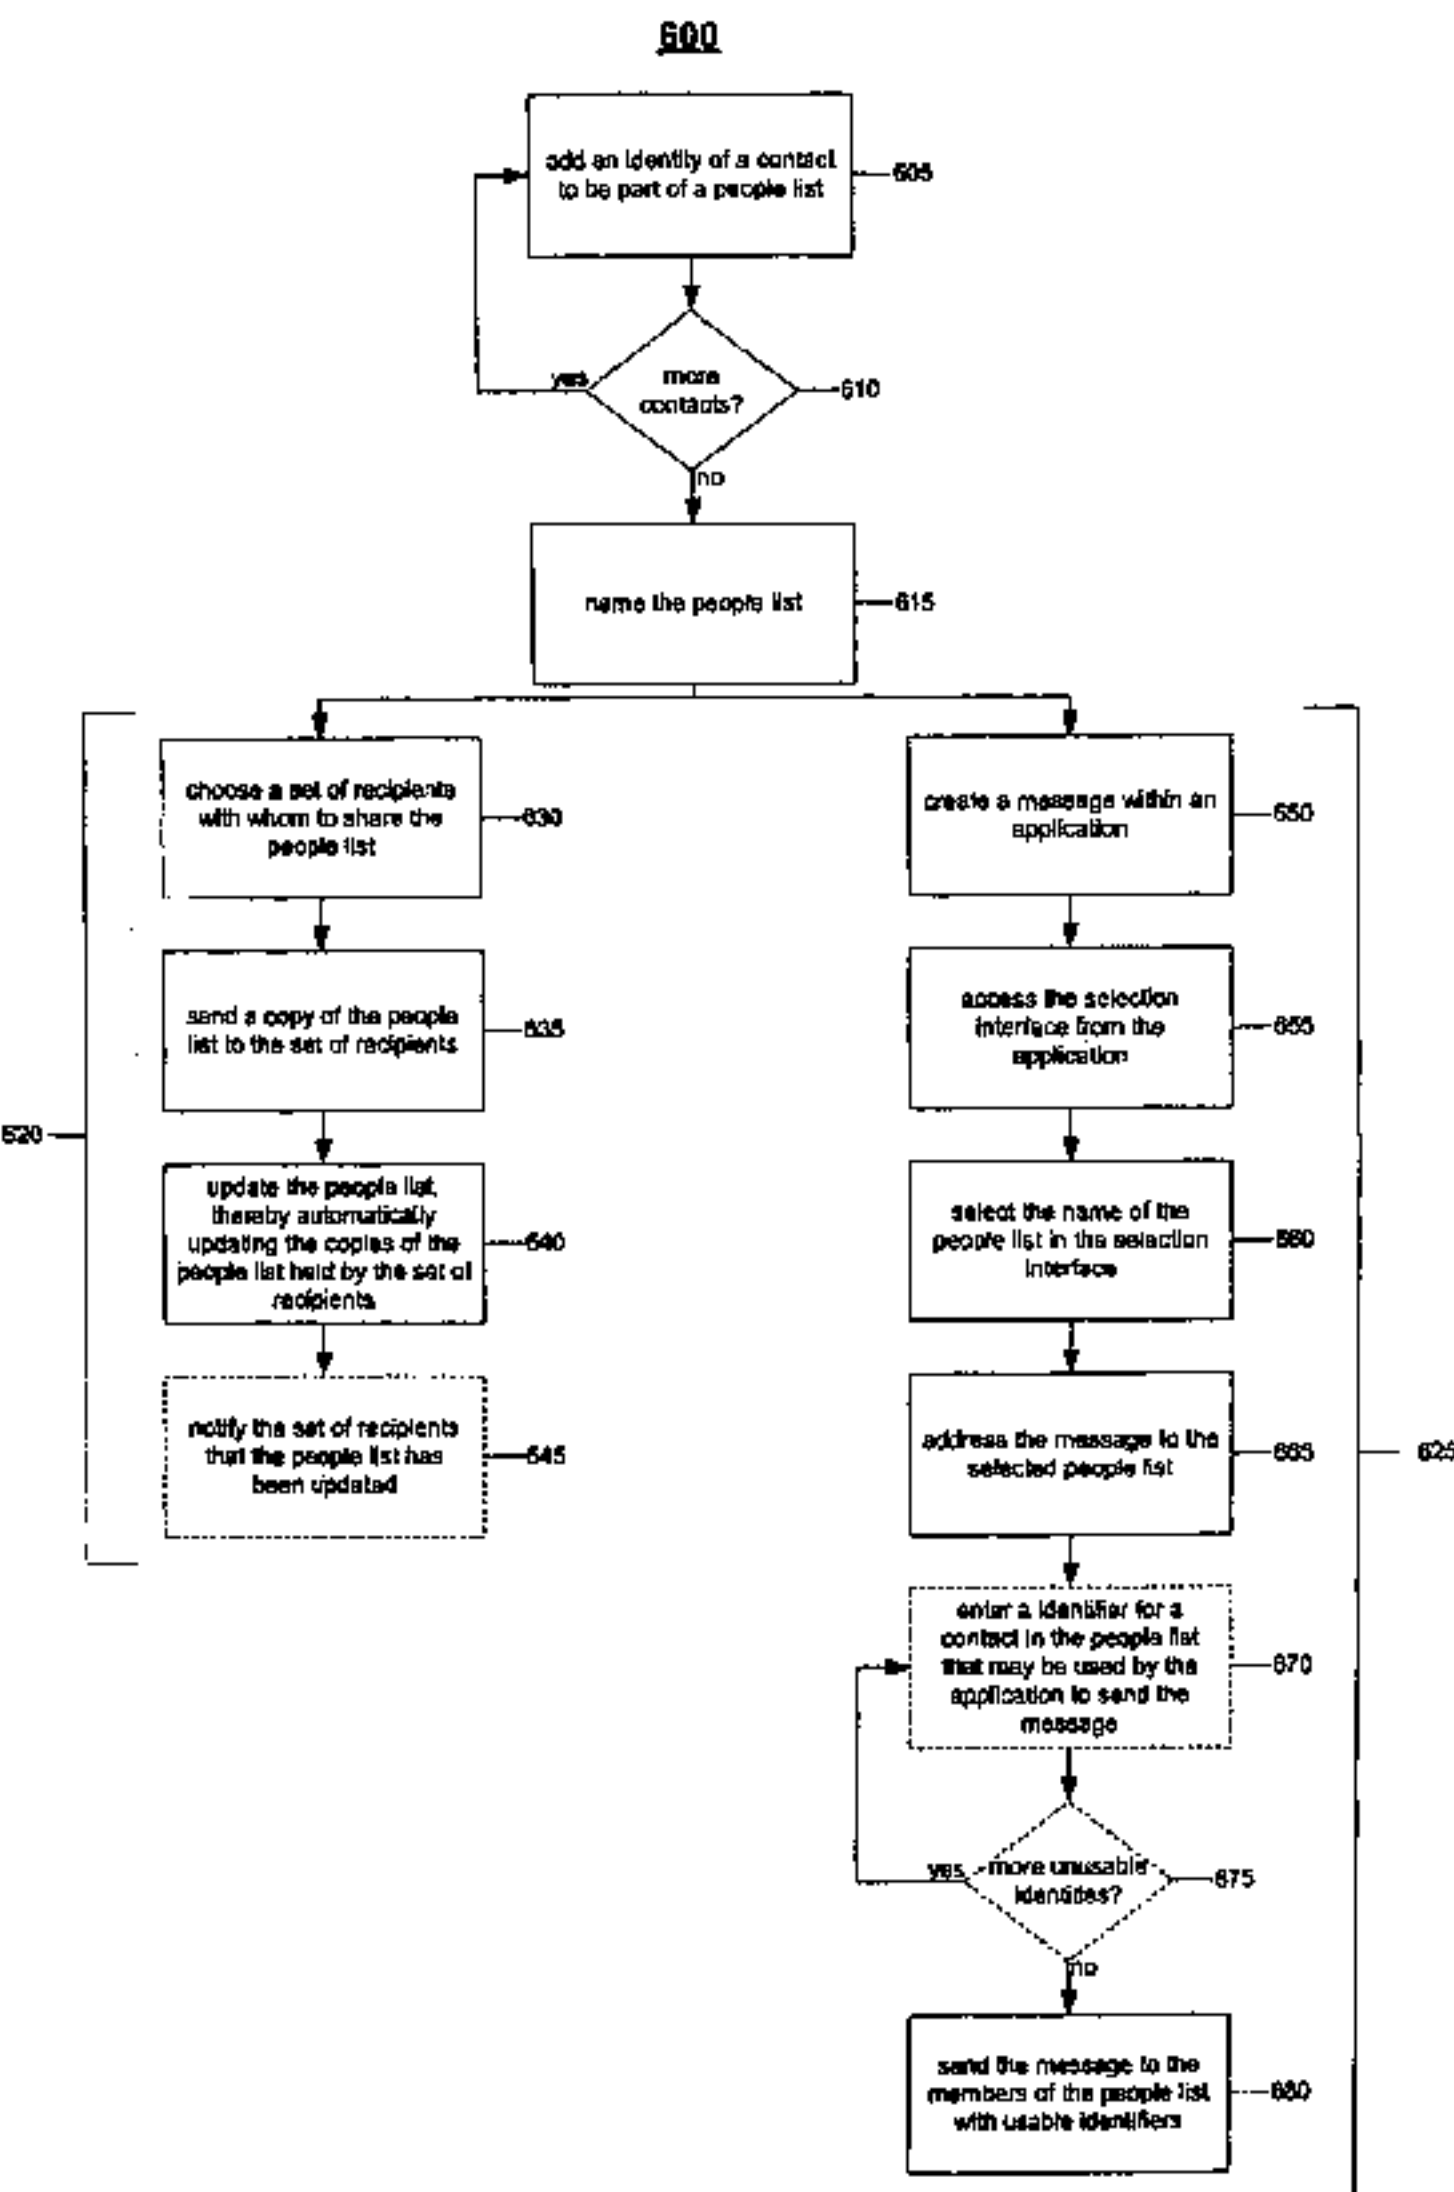 600
add an identity of a contact
to be part of a people list
605
yes
more
contacts?
610
no
name the people list
615
choose a set of recipients
with whom to share the
people list
630
send a copy of the people
list to the set of recipients
635
620
update the people list,
thereby automatically
updating the copies of the
people list held by the set of
recipients
640
notify the set of recipients
that the people list has
been updated
645
create a message within an
application
650
access the selection
interface from the
application
655
select the name of the
people list in the selection
interface
660
address the message to the
selected people list
665
625
enter a identifier for a
contact in the people list
that may be used by the
application to send the
message
670
yes
more unusable
identities?
675
no
send the message to the
members of the people list
with usable identifiers
680